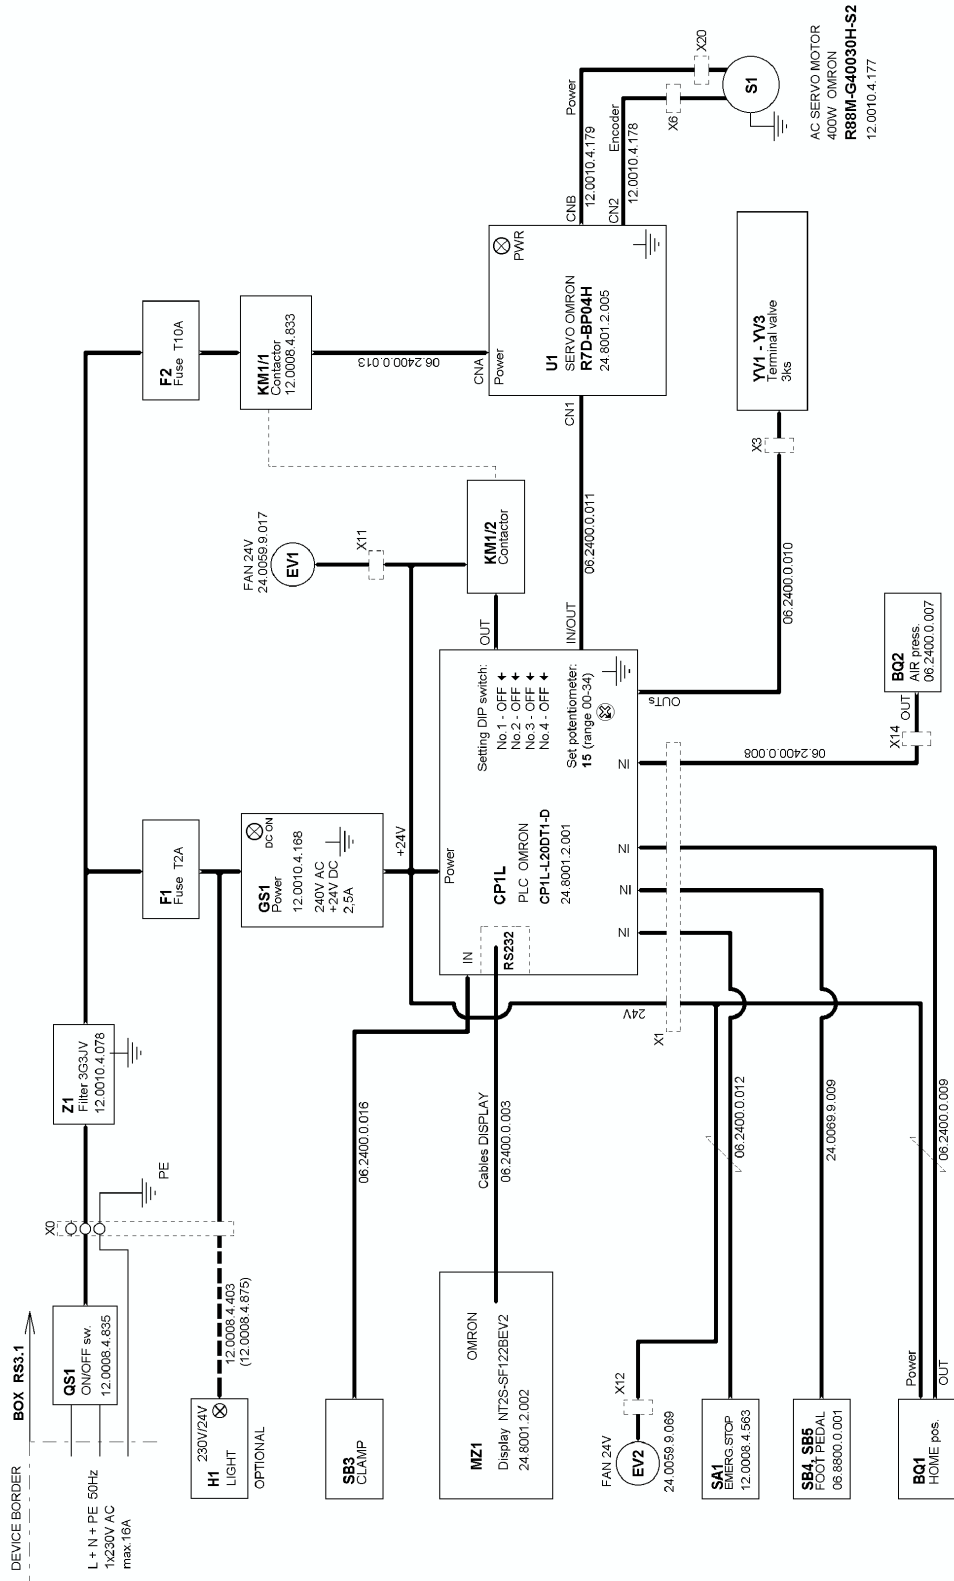 DEVICE BORDER
BOX RS3.1
L + N + PE 50Hz
1x230V AC
max.16A
QS1
ON/OFF sw.
12.0008.4.835
X0
PE
Z1
Filter 3G3JV
12.0010.4.078
F1
Fuse T2A
F2
Fuse T10A
H1
230V/24V
LIGHT
OPTIONAL
12.0008.4.403
(12.0008.4.875)
GS1
Power
DC ON
12.0010.4.168
240V AC
+24V DC
2,5A
+24V
KM1/1
Contactor
12.0008.4.833
06.2400.0.013
FAN 24V
24.0059.9.017
EV1
X11
KM1/2
Contactor
SB3
CLAMP
06.2400.0.016
MZ1
OMRON
Display NT2S-SF122BEV2
24.8001.2.002
Cables DISPLAY
06.2400.0.003
IN
RS232
Power
CP1L
PLC OMRON
CP1L-L20DT1-D
24.8001.2.001
Setting DIP switch:
No.1 - OFF
No.2 - OFF
No.3 - OFF
No.4 - OFF
Set potentiometer:
15 (range 00-34)
OUT
IN/OUT
IN
IN
IN
IN
OUTs
06.2400.0.011
CNA
Power
PWR
U1
SERVO OMRON
R7D-BP04H
24.8001.2.005
CN1
CNB
CN2
Power
12.0010.4.179
Encoder
12.0010.4.178
X20
X6
S1
AC SERVO MOTOR
400W OMRON
R88M-G40030H-S2
12.0010.4.177
YV1 - YV3
Terminal valve
3ks
X3
06.2400.0.010
BQ2
AIR press.
06.2400.0.007
OUT
X14
06.2400.0.008
24V
X1
FAN 24V
EV2
24.0059.9.069
X12
SA1
EMERG.STOP
12.0008.4.563
06.2400.0.012
SB4, SB5
FOOT PEDAL
06.8800.0.001
24.0069.9.009
BQ1
HOME pos.
Power
OUT
06.2400.0.009